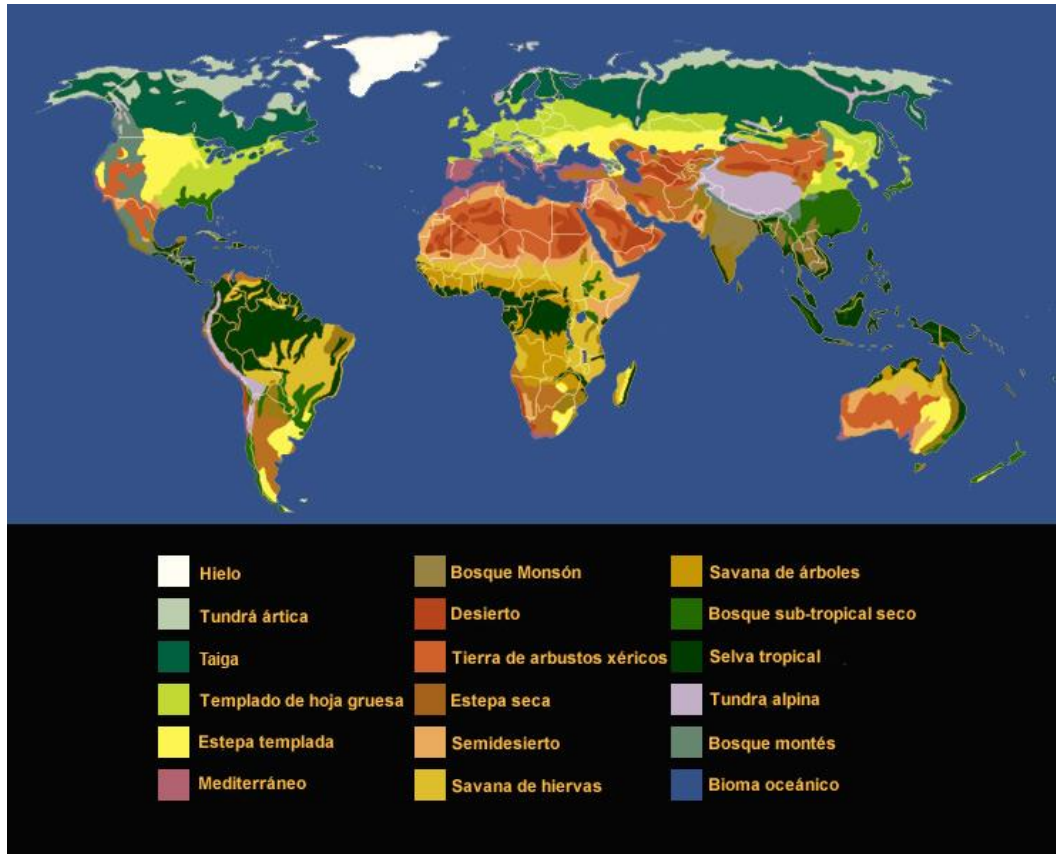 Hielo
Tundrá ártica
Taiga
Templado de hoja gruesa
Estepa templada
Mediterráneo
Bosque Monsón
Desierto
Tierra de arbustos xéricos
Estepa seca
Semidesierto
Savana de hiervas
Savana de árboles
Bosque sub-tropical seco
Selva tropical
Tundra alpina
Bosque montés
Bioma oceánico